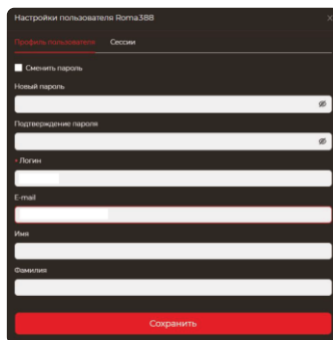 Настройки пользователя Roma388
Профиль пользователя Сессии
Сменить пароль
Новый пароль
Подтверждение пароля
* Логин
E-mail
Имя
Фамилия
Сохранить